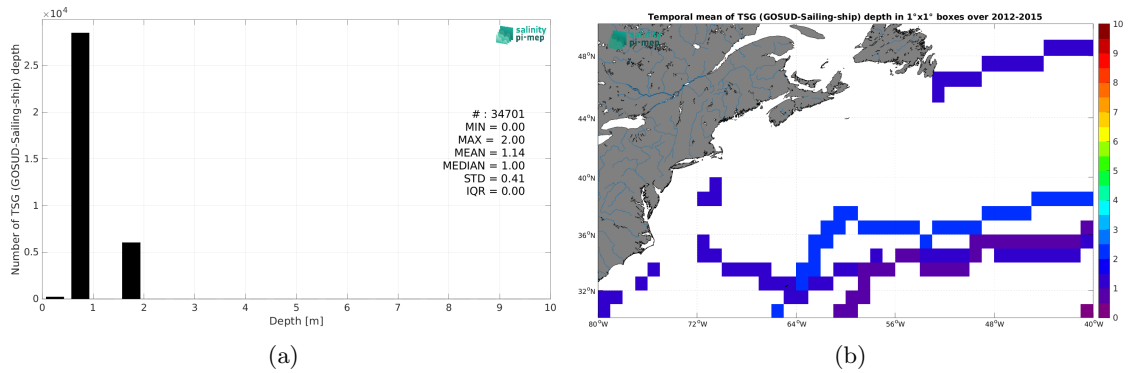 ×10⁴
2.5
2
1.5
1
0.5
0
Number of TSG (GOSUD-Sailing-ship) depth
salinity
pi-mep
# : 34701
MIN = 0.00
MAX = 2.00
MEAN = 1.14
MEDIAN = 1.00
STD = 0.41
IQR = 0.00
0 1 2 3 4 5 6 7 8 9 10
Depth [m]
(a)
Temporal mean of TSG (GOSUD-Sailing-ship) depth in 1°x1° boxes over 2012-2015
salinity
pi-mep
48°N
44°N
40°N
36°N
32°N
80°W 72°W 64°W 56°W 48°W 40°W
10
9
8
7
6
5
4
3
2
1
0
(b)